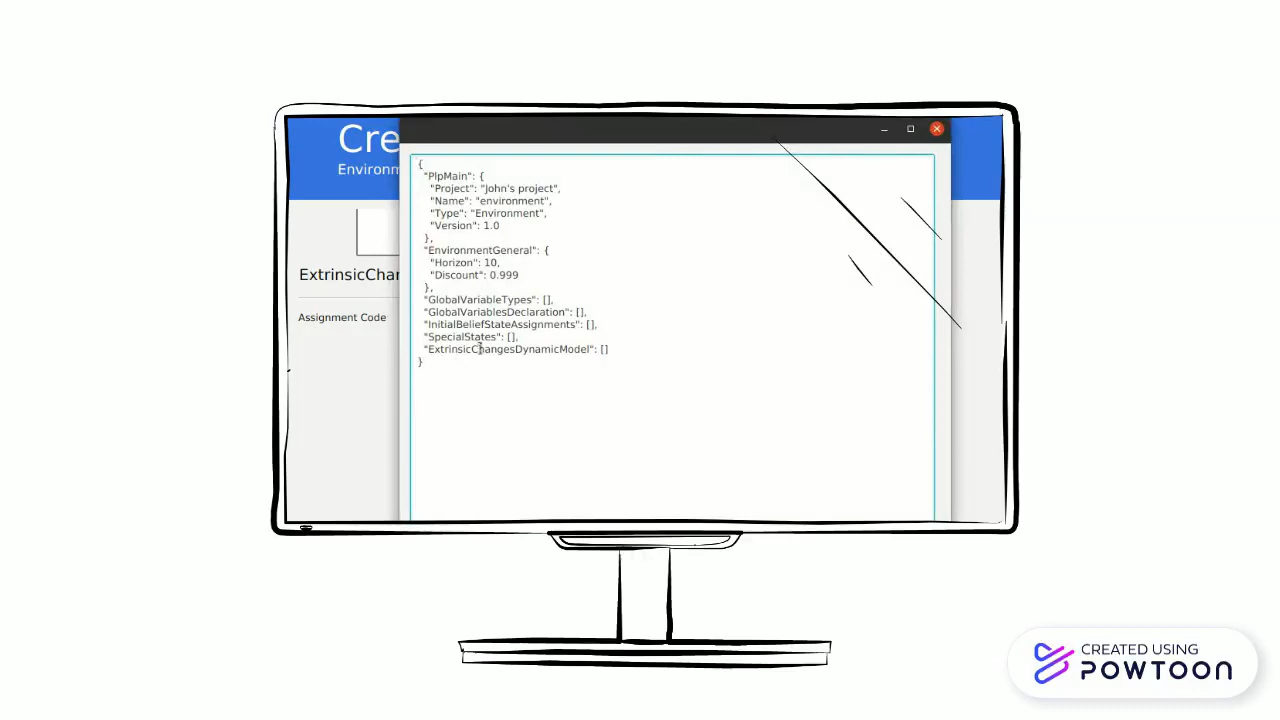 Cre
Environm
ExtrinsicChan
Assignment Code
{
"PlpMain": {
"Project": "John's project",
"Name": "environment",
"Type": "Environment",
"Version": 1.0
},
"EnvironmentGeneral": {
"Horizon": 10,
"Discount": 0.999
},
"GlobalVariableTypes": [],
"GlobalVariablesDeclaration": [],
"InitialBeliefStateAssignments": [],
"SpecialStates": [],
"ExtrinsicChangesDynamicModel": []
}
CREATED USING
POWTOON